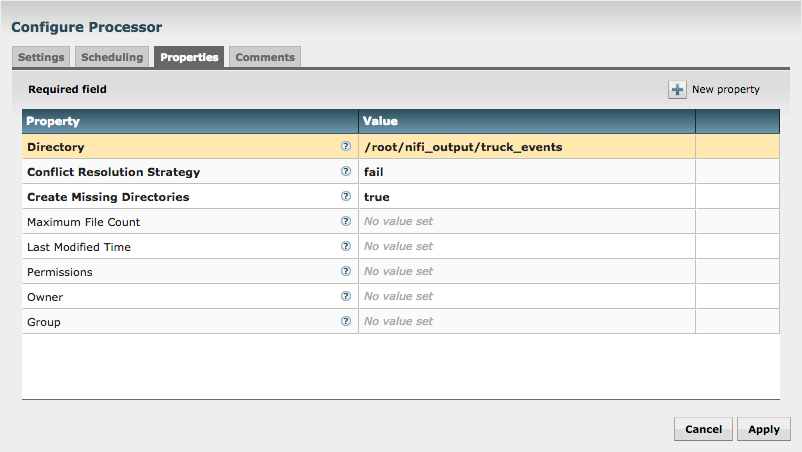 Configure Processor
Settings Scheduling Properties Comments
Required field New property
Property Value
Directory ? /root/nifi_output/truck_events
Conflict Resolution Strategy ? fail
Create Missing Directories ? true
Maximum File Count ? No value set
Last Modified Time ? No value set
Permissions ? No value set
Owner ? No value set
Group ? No value set
Cancel Apply